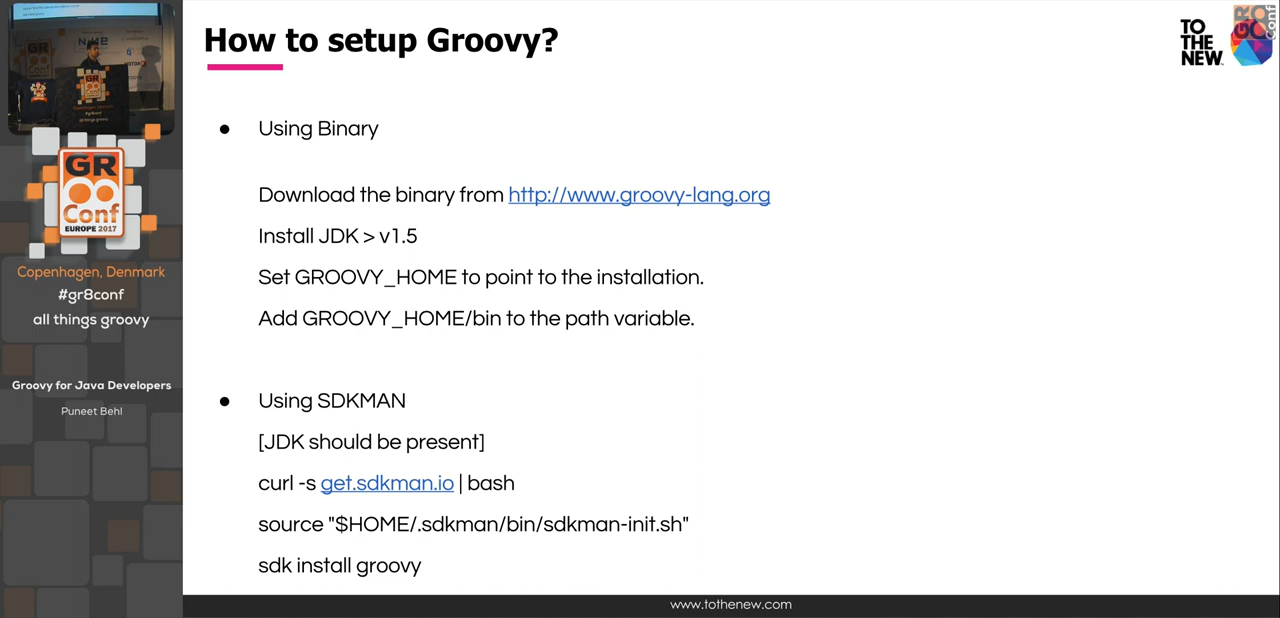 How to setup Groovy?
TO
THE
NEW
GR
Conf
EUROPE 2017
Copenhagen, Denmark
#gr8conf
all things groovy
Groovy for Java Developers
Puneet Behl
● Using Binary
Download the binary from http://www.groovy-lang.org
Install JDK > v1.5
Set GROOVY_HOME to point to the installation.
Add GROOVY_HOME/bin to the path variable.
● Using SDKMAN
[JDK should be present]
curl -s get.sdkman.io | bash
source "$HOME/.sdkman/bin/sdkman-init.sh"
sdk install groovy
www.tothenew.com